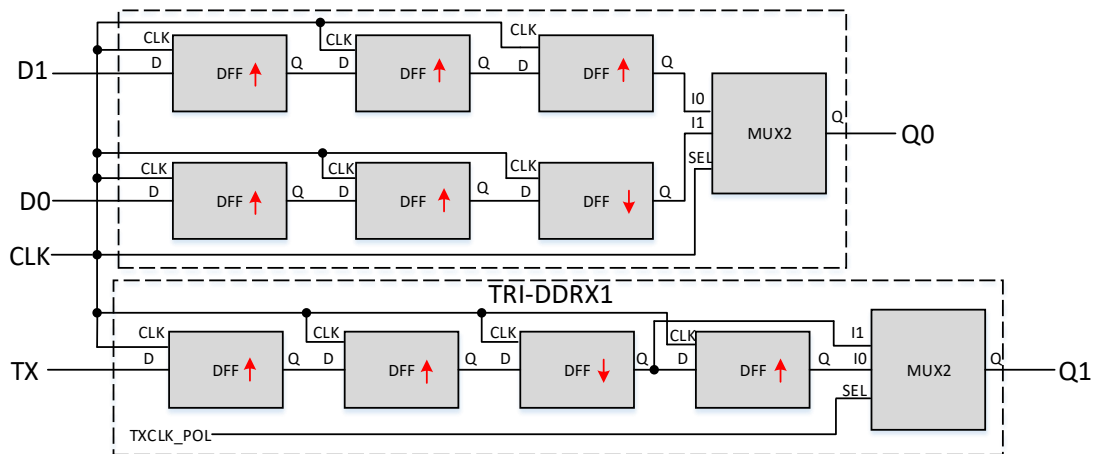 CLK CLK CLK
D1 D DFF Q D DFF Q D DFF Q
I0
I1 MUX2 Q Q0
SEL
CLK CLK CLK
D0 D DFF Q D DFF Q D DFF Q
CLK
TRI-DDRX1
CLK CLK CLK CLK I1
TX D DFF Q D DFF Q D DFF Q D DFF Q I0 MUX2 Q Q1
SEL
TXCLK_POL